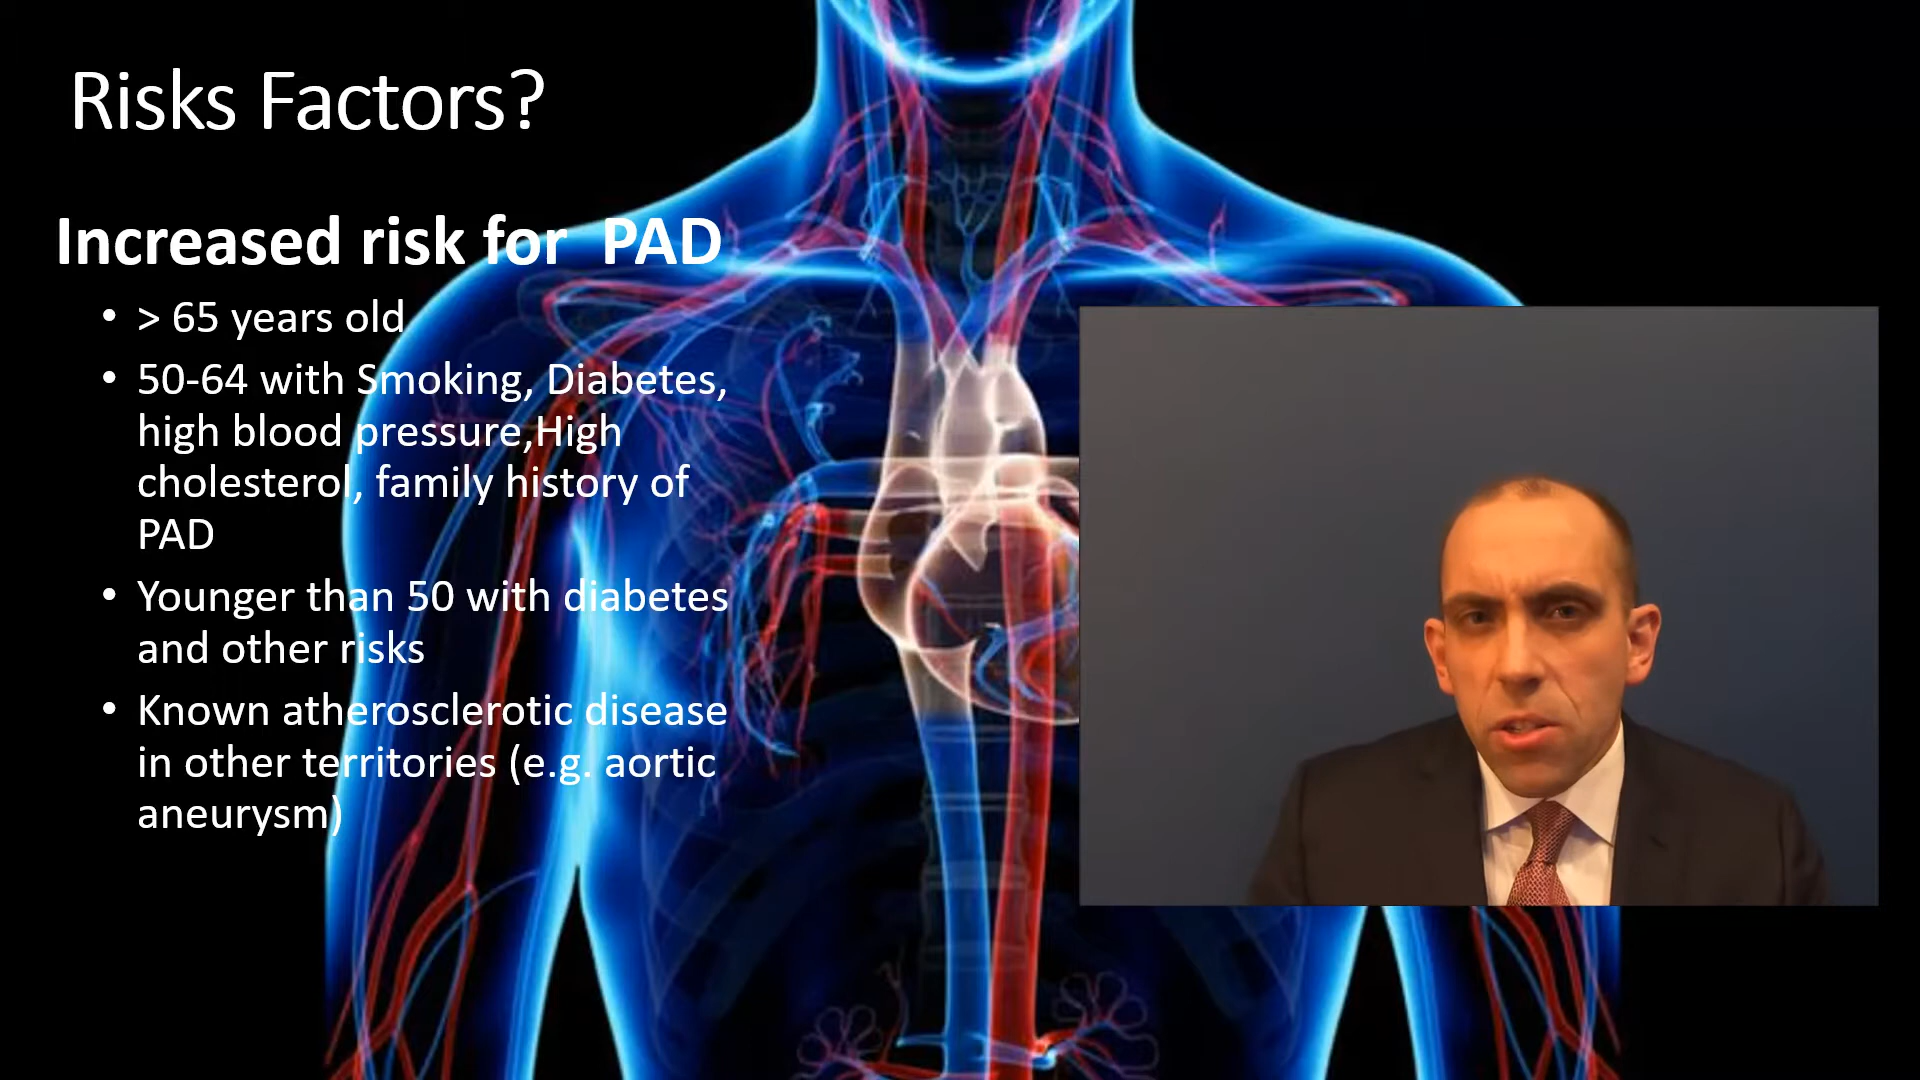 Risks Factors?
Increased risk for  PAD
• > 65 years old
• 50-64 with Smoking, Diabetes,
high blood pressure,High
cholesterol, family history of
PAD
• Younger than 50 with diabetes
and other risks
• Known atherosclerotic disease
in other territories (e.g. aortic
aneurysm)